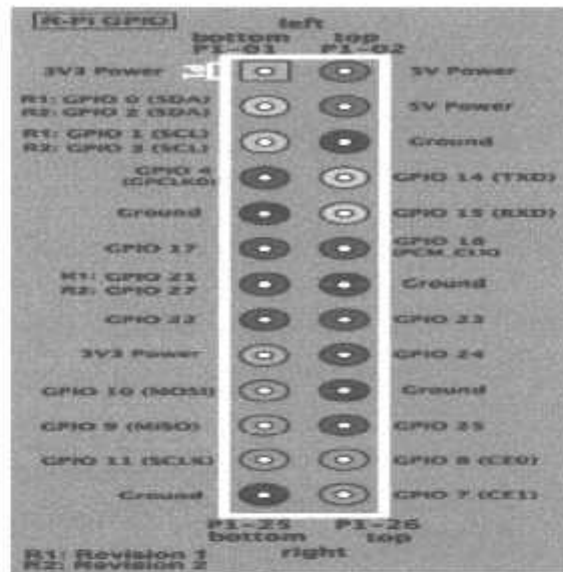 R-Pi GPIO
left
bottom top
P1-01 P1-02
3V3 Power 5V Power
R1: GPIO 0 (SDA)
R2: GPIO 2 (SDA) 5V Power
R1: GPIO 1 (SCL)
R2: GPIO 3 (SCL) Ground
GPIO 4
(GPCLK0) GPIO 14 (TXD)
Ground GPIO 15 (RXD)
GPIO 17 GPIO 18
(PCM_CLK)
R1: GPIO 21
R2: GPIO 27 Ground
GPIO 22 GPIO 23
3V3 Power GPIO 24
GPIO 10 (MOSI) Ground
GPIO 9 (MISO) GPIO 25
GPIO 11 (SCLK) GPIO 8 (CE0)
Ground GPIO 7 (CE1)
P1-25 P1-26
bottom top
right
R1: Revision 1
R2: Revision 2